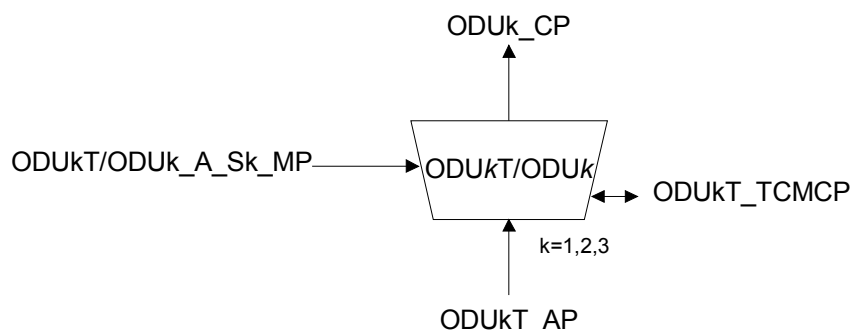 ODUk_CP
ODUkT/ODUk_A_Sk_MP
ODUkT/ODUk
ODUkT_TCMCP
k=1,2,3
ODUkT_AP